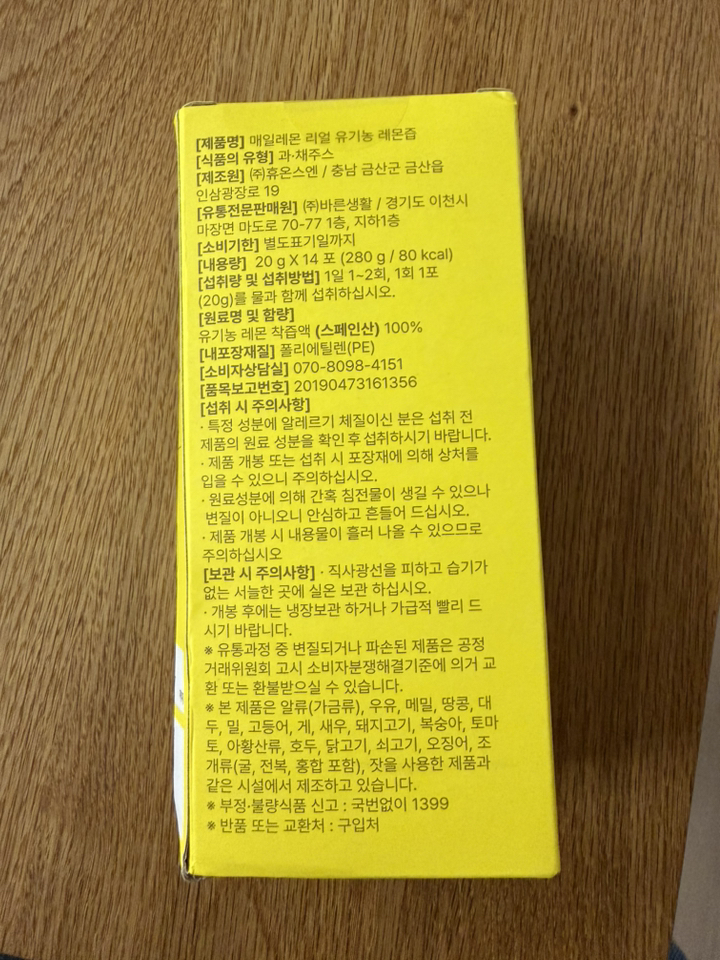 [제품명] 매일레몬 리얼 유기농 레몬즙
[식품의 유형] 과·채주스
[제조원] ㈜휴온스엔 / 충남 금산군 금산읍
인삼광장로 19
[유통전문판매원] ㈜바른생활 / 경기도 이천시
마장면 마도로 70-77 1층, 지하1층
[소비기한] 별도표기일까지
[내용량] 20 g X 14 포 (280 g / 80 kcal)
[섭취량 및 섭취방법] 1일 1~2회, 1회 1포
(20g)를 물과 함께 섭취하십시오.
[원료명 및 함량]
유기농 레몬 착즙액 (스페인산) 100%
[내포장재질] 폴리에틸렌(PE)
[소비자상담실] 070-8098-4151
[품목보고번호] 20190473161356
[섭취 시 주의사항]
· 특정 성분에 알레르기 체질이신 분은 섭취 전
제품의 원료 성분을 확인 후 섭취하시기 바랍니다.
· 제품 개봉 또는 섭취 시 포장재에 의해 상처를
입을 수 있으니 주의하십시오.
· 원료성분에 의해 간혹 침전물이 생길 수 있으나
변질이 아니오니 안심하고 흔들어 드십시오.
· 제품 개봉 시 내용물이 흘러 나올 수 있으므로
주의하십시오
[보관 시 주의사항] · 직사광선을 피하고 습기가
없는 서늘한 곳에 실온 보관 하십시오.
· 개봉 후에는 냉장보관 하거나 가급적 빨리 드
시기 바랍니다.
※ 유통과정 중 변질되거나 파손된 제품은 공정
거래위원회 고시 소비자분쟁해결기준에 의거 교
환 또는 환불받으실 수 있습니다.
※ 본 제품은 알류(가금류), 우유, 메밀, 땅콩, 대
두, 밀, 고등어, 게, 새우, 돼지고기, 복숭아, 토마
토, 아황산류, 호두, 닭고기, 쇠고기, 오징어, 조
개류(굴, 전복, 홍합 포함), 잣을 사용한 제품과
같은 시설에서 제조하고 있습니다.
※ 부정·불량식품 신고 : 국번없이 1399
※ 반품 또는 교환처 : 구입처